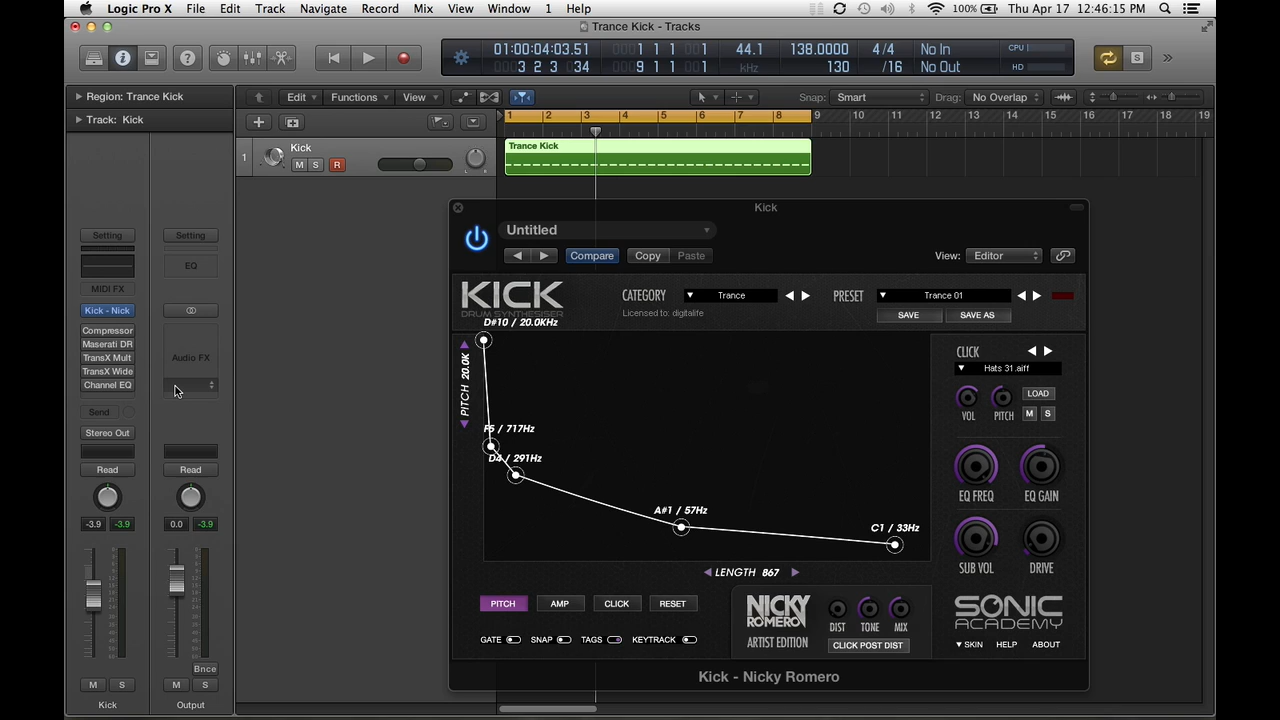 Logic Pro X File Edit Track Navigate Record Mix View Window 1 Help 100% Thu Apr 17 12:46:15 PM
Trance Kick - Tracks
01:00:04:03.51 1 1 1 1 44.1 138.0000 4/4 No In CPU
3 2 3 34 9 1 1 1 kHz 130 /16 No Out HD
Region: Trance Kick
Edit Functions View Snap: Smart Drag: No Overlap
Track: Kick
1 2 3 4 5 6 7 8 9 10 11 12 13 14 15 16 17 18 19
1 Kick
M S R
L R
Trance Kick
Kick
Untitled
Compare Copy Paste View: Editor
Setting Setting
EQ
MIDI FX
Kick - Nick
Compressor
Maserati DR
TransX Mult
TransX Wide
Channel EQ
Audio FX
Send
Stereo Out
Read Read
-3.9 -3.9 0.0 -3.9
Bnce
M S M S
Kick Output
KICK
DRUM SYNTHESISER
CATEGORY Trance
Licensed to: digitalife
PRESET Trance 01
SAVE SAVE AS
D#10 / 20.0KHz
PITCH 20.0K
F5 / 717Hz
D4 / 291Hz
A#1 / 57Hz
C1 / 33Hz
LENGTH 867
CLICK
Hats 31.aiff
VOL PITCH LOAD
M S
EQ FREQ EQ GAIN
SUB VOL DRIVE
PITCH AMP CLICK RESET
GATE SNAP TAGS KEYTRACK
NICKY
ROMERO
ARTIST EDITION
DIST TONE MIX
CLICK POST DIST
SONIC
ACADEMY
SKIN HELP ABOUT
Kick - Nicky Romero